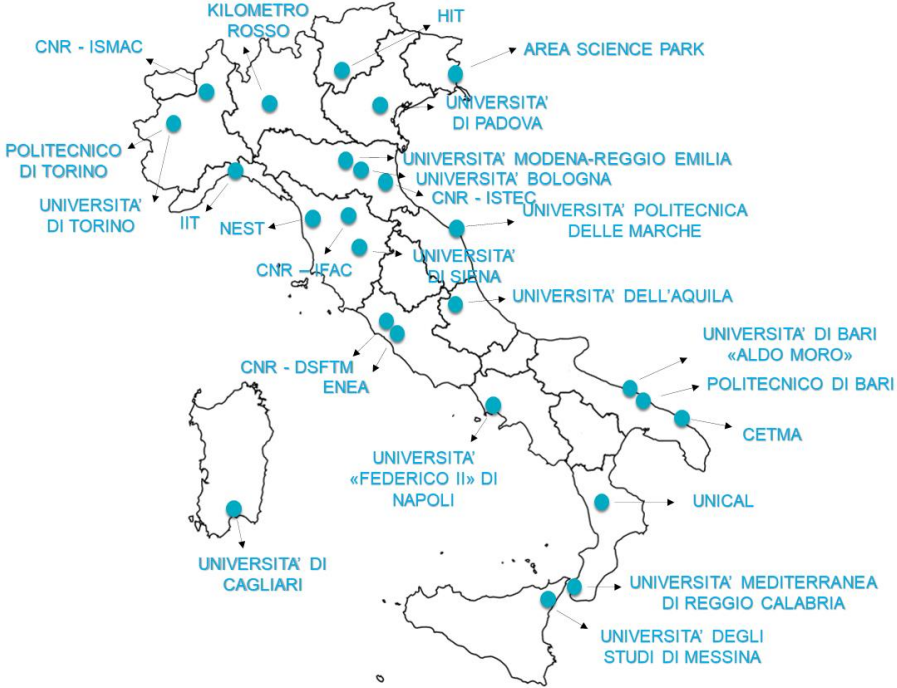 KILOMETRO
ROSSO
HIT
CNR - ISMAC
AREA SCIENCE PARK
UNIVERSITA'
DI PADOVA
POLITECNICO
DI TORINO
UNIVERSITA' MODENA-REGGIO EMILIA
UNIVERSITA' BOLOGNA
CNR - ISTEC
UNIVERSITA'
DI TORINO
IIT
NEST
UNIVERSITA' POLITECNICA
DELLE MARCHE
CNR – IFAC
UNIVERSITA'
DI SIENA
UNIVERSITA' DELL'AQUILA
CNR - DSFTM
ENEA
UNIVERSITA' DI BARI
«ALDO MORO»
POLITECNICO DI BARI
CETMA
UNIVERSITA'
«FEDERICO II» DI
NAPOLI
UNICAL
UNIVERSITA' DI
CAGLIARI
UNIVERSITA' MEDITERRANEA
DI REGGIO CALABRIA
UNIVERSITA' DEGLI
STUDI DI MESSINA